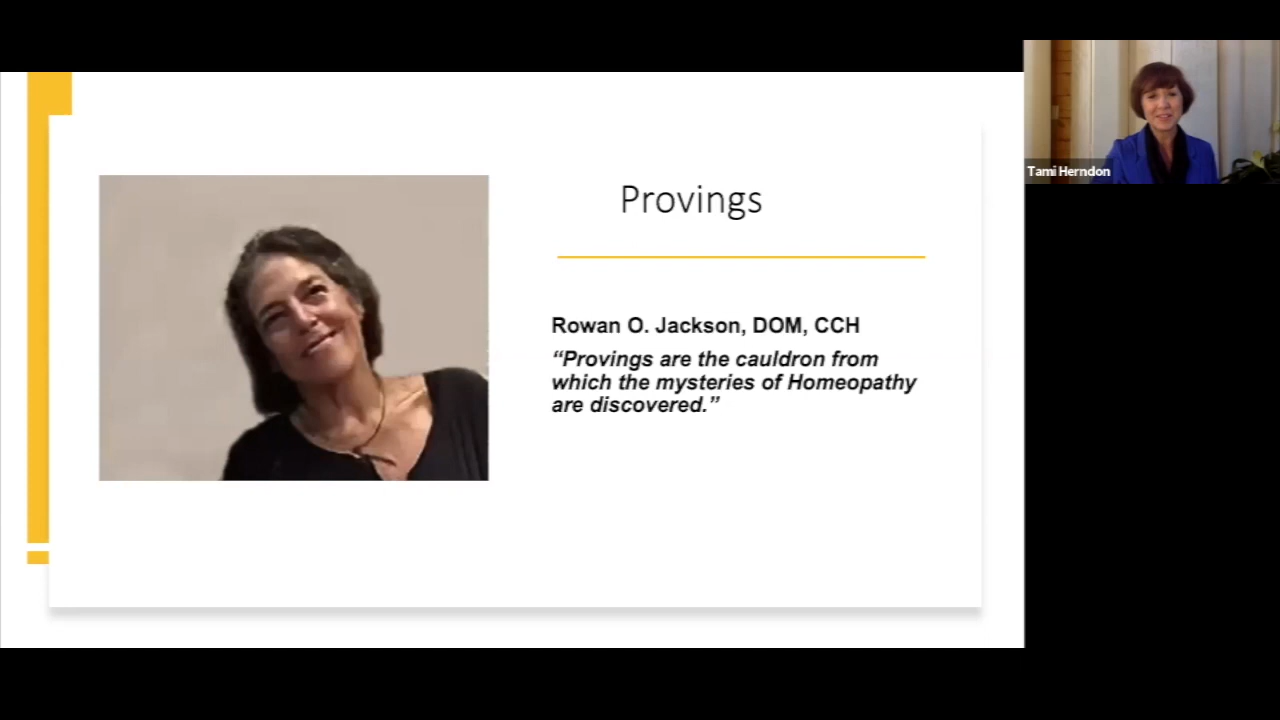 Provings
Rowan O. Jackson, DOM, CCH
“Provings are the cauldron from
which the mysteries of Homeopathy
are discovered.”
Tami Herndon